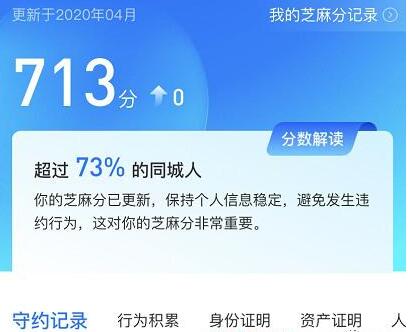 更新于2020年04月
我的芝麻分记录
713分 0
分数解读
超过 73% 的同城人
你的芝麻分已更新，保持个人信息稳定，避免发生违
约行为，这对你的芝麻分非常重要。
守约记录 行为积累 身份证明 资产证明 人